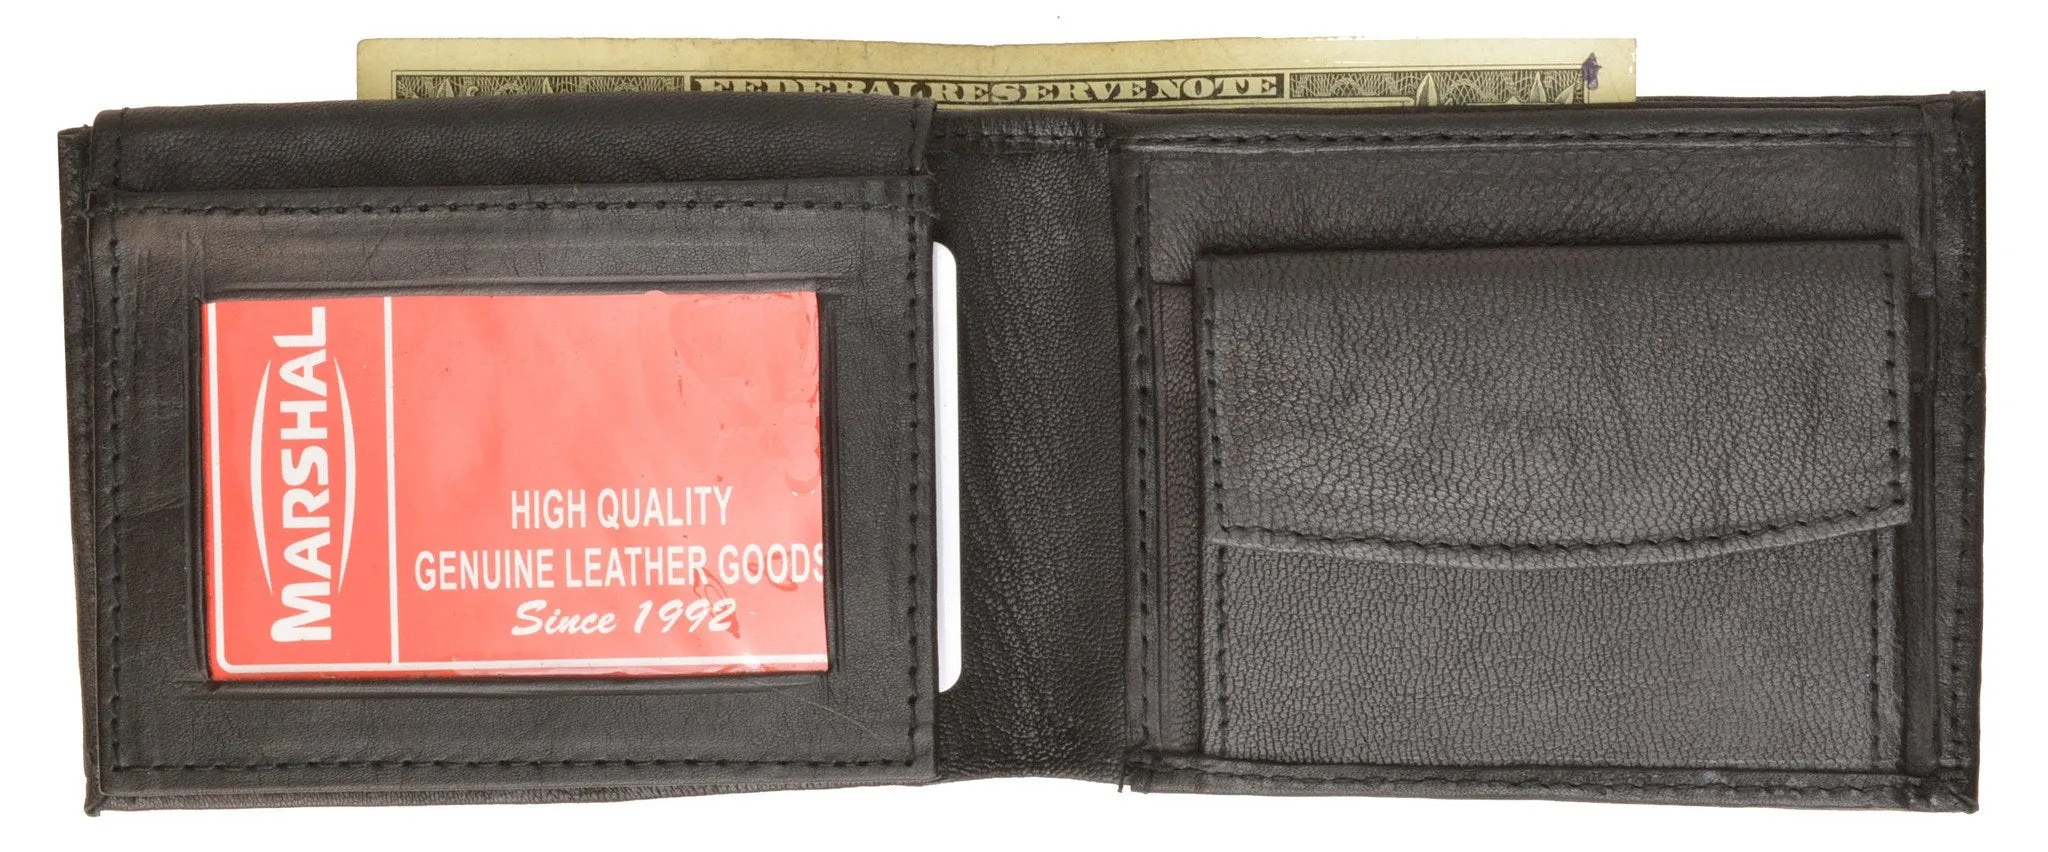 FEDERAL RESERVE NOTE
MARSHAL
HIGH QUALITY
GENUINE LEATHER GOODS
Since 1992